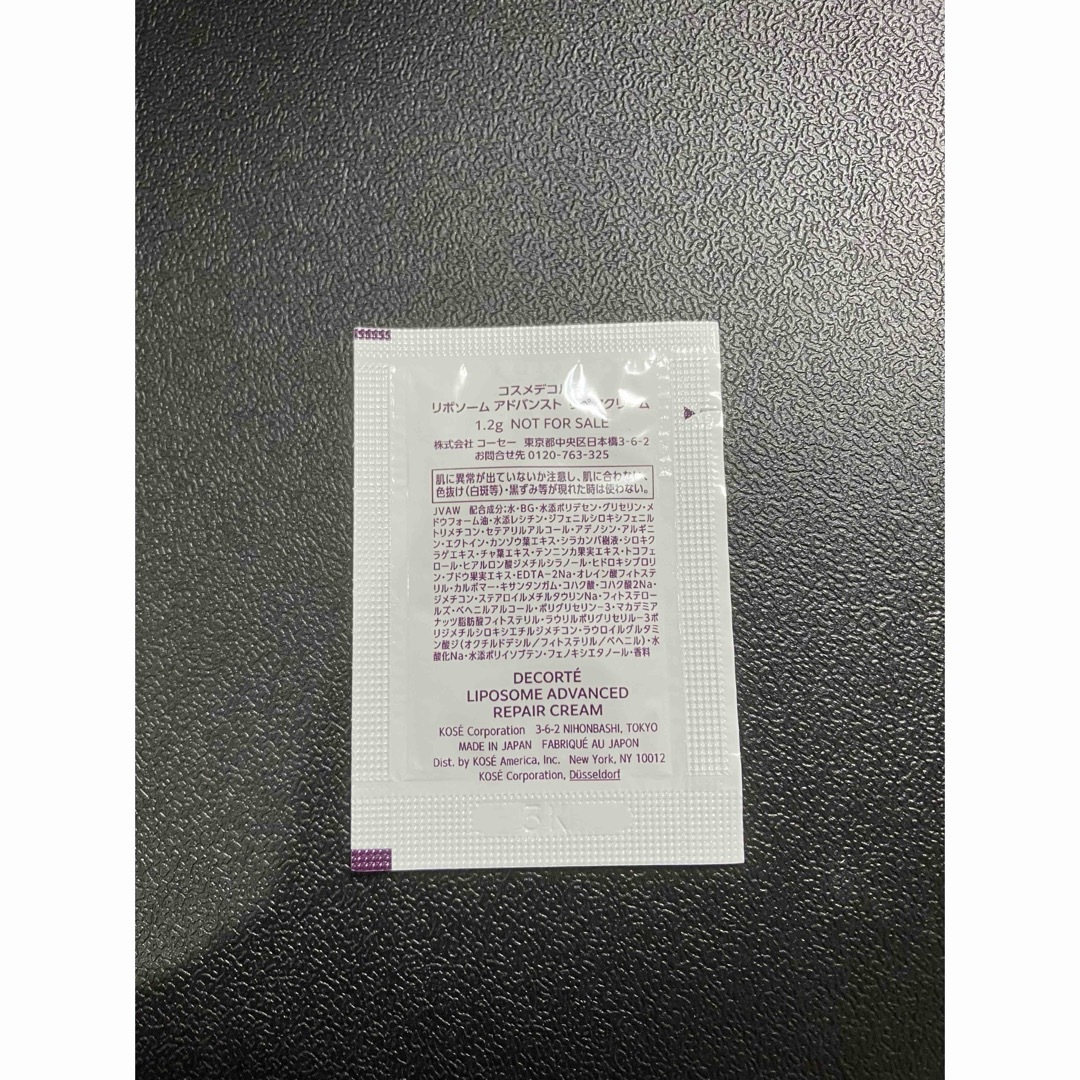 コスメデコル
リポソーム アドバンスト リペアクリーム
1.2g NOT FOR SALE
株式会社 コーセー 東京都中央区日本橋3-6-2
お問合せ先 0120-763-325
肌に異常が出ていないか注意し、肌に合わない、
色抜け(白斑等)・黒ずみ等が現れた時は使わない。
JVAW 配合成分:水・BG・水添ポリデセン・グリセリン・メ
ドウフォーム油・水添レシチン・ジフェニルシロキシフェニル
トリメチコン・セテアリルアルコール・アデノシン・アルギニ
ン・エクトイン・カンゾウ葉エキス・シラカンバ樹液・シロキク
ラゲエキス・チャ葉エキス・テンニンカ果実エキス・トコフェ
ロール・ヒアルロン酸ジメチルシラノール・ヒドロキシプロリ
ン・ブドウ果実エキス・EDTA-2Na・オレイン酸フィトステ
リル・カルボマー・キサンタンガム・コハク酸・コハク酸2Na・
ジメチコン・ステアロイルメチルタウリンNa・フィトステロー
ルズ・ベヘニルアルコール・ポリグリセリン-3・マカデミア
ナッツ脂肪酸フィトステリル・ラウリルポリグリセリル-3ポ
リジメチルシロキシエチルジメチコン・ラウロイルグルタミ
ン酸ジ(オクチルドデシル/フィトステリル/ベヘニル)・水
酸化Na・水添ポリイソブテン・フェノキシエタノール・香料
DECORTÉ
LIPOSOME ADVANCED
REPAIR CREAM
KOSÉ Corporation 3-6-2 NIHONBASHI, TOKYO
MADE IN JAPAN FABRIQUÉ AU JAPON
Dist. by KOSÉ America, Inc. New York, NY 10012
KOSÉ Corporation, Düsseldorf